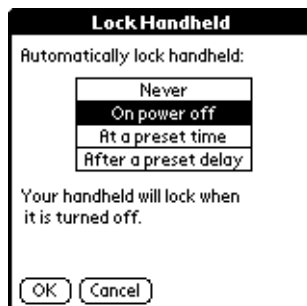 Lock Handheld
Automatically lock handheld:
Never
On power off
At a preset time
After a preset delay
Your handheld will lock when
it is turned off.
OK Cancel